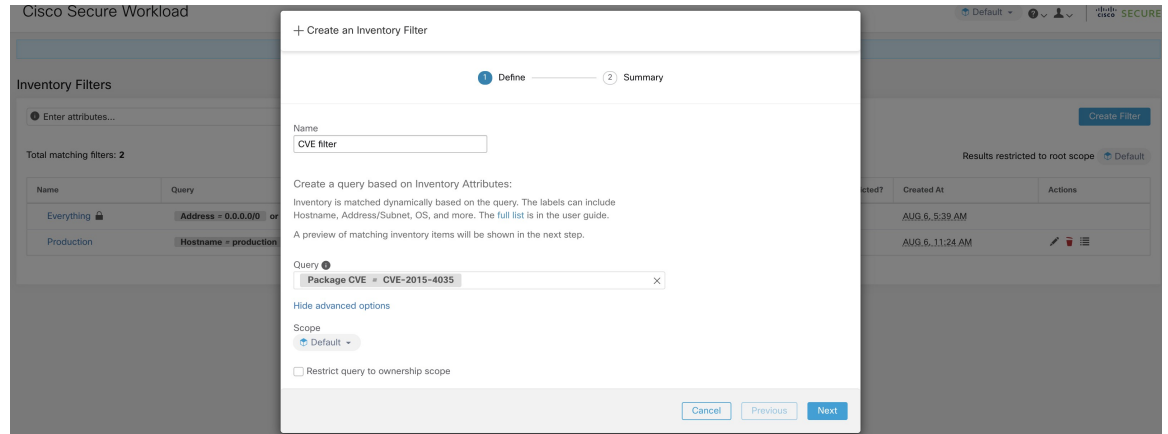 Cisco Secure Workload
Default
CISCO SECURE
Inventory Filters
Enter attributes...
Create Filter
Total matching filters: 2
Results restricted to root scope Default
Name Query icted? Created At Actions
Everything Address = 0.0.0.0/0 or AUG 6, 5:39 AM
Production Hostname = production AUG 6, 11:24 AM
+ Create an Inventory Filter
1 Define 2 Summary
Name
CVE filter
Create a query based on Inventory Attributes:
Inventory is matched dynamically based on the query. The labels can include
Hostname, Address/Subnet, OS, and more. The full list is in the user guide.
A preview of matching inventory items will be shown in the next step.
Query
Package CVE = CVE-2015-4035
Hide advanced options
Scope
Default
Restrict query to ownership scope
Cancel Previous Next